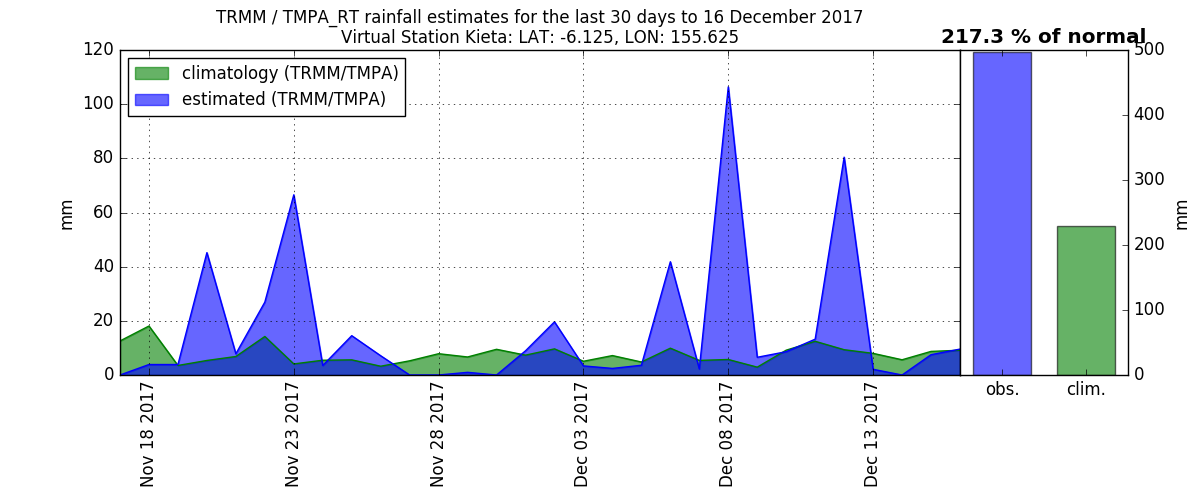 TRMM / TMPA_RT rainfall estimates for the last 30 days to 16 December 2017
Virtual Station Kieta: LAT: -6.125, LON: 155.625
217.3 % of normal
climatology (TRMM/TMPA)
estimated (TRMM/TMPA)
mm
120
100
80
60
40
20
0
Nov 18 2017
Nov 23 2017
Nov 28 2017
Dec 03 2017
Dec 08 2017
Dec 13 2017
obs.
clim.
500
400
300
200
100
0
mm